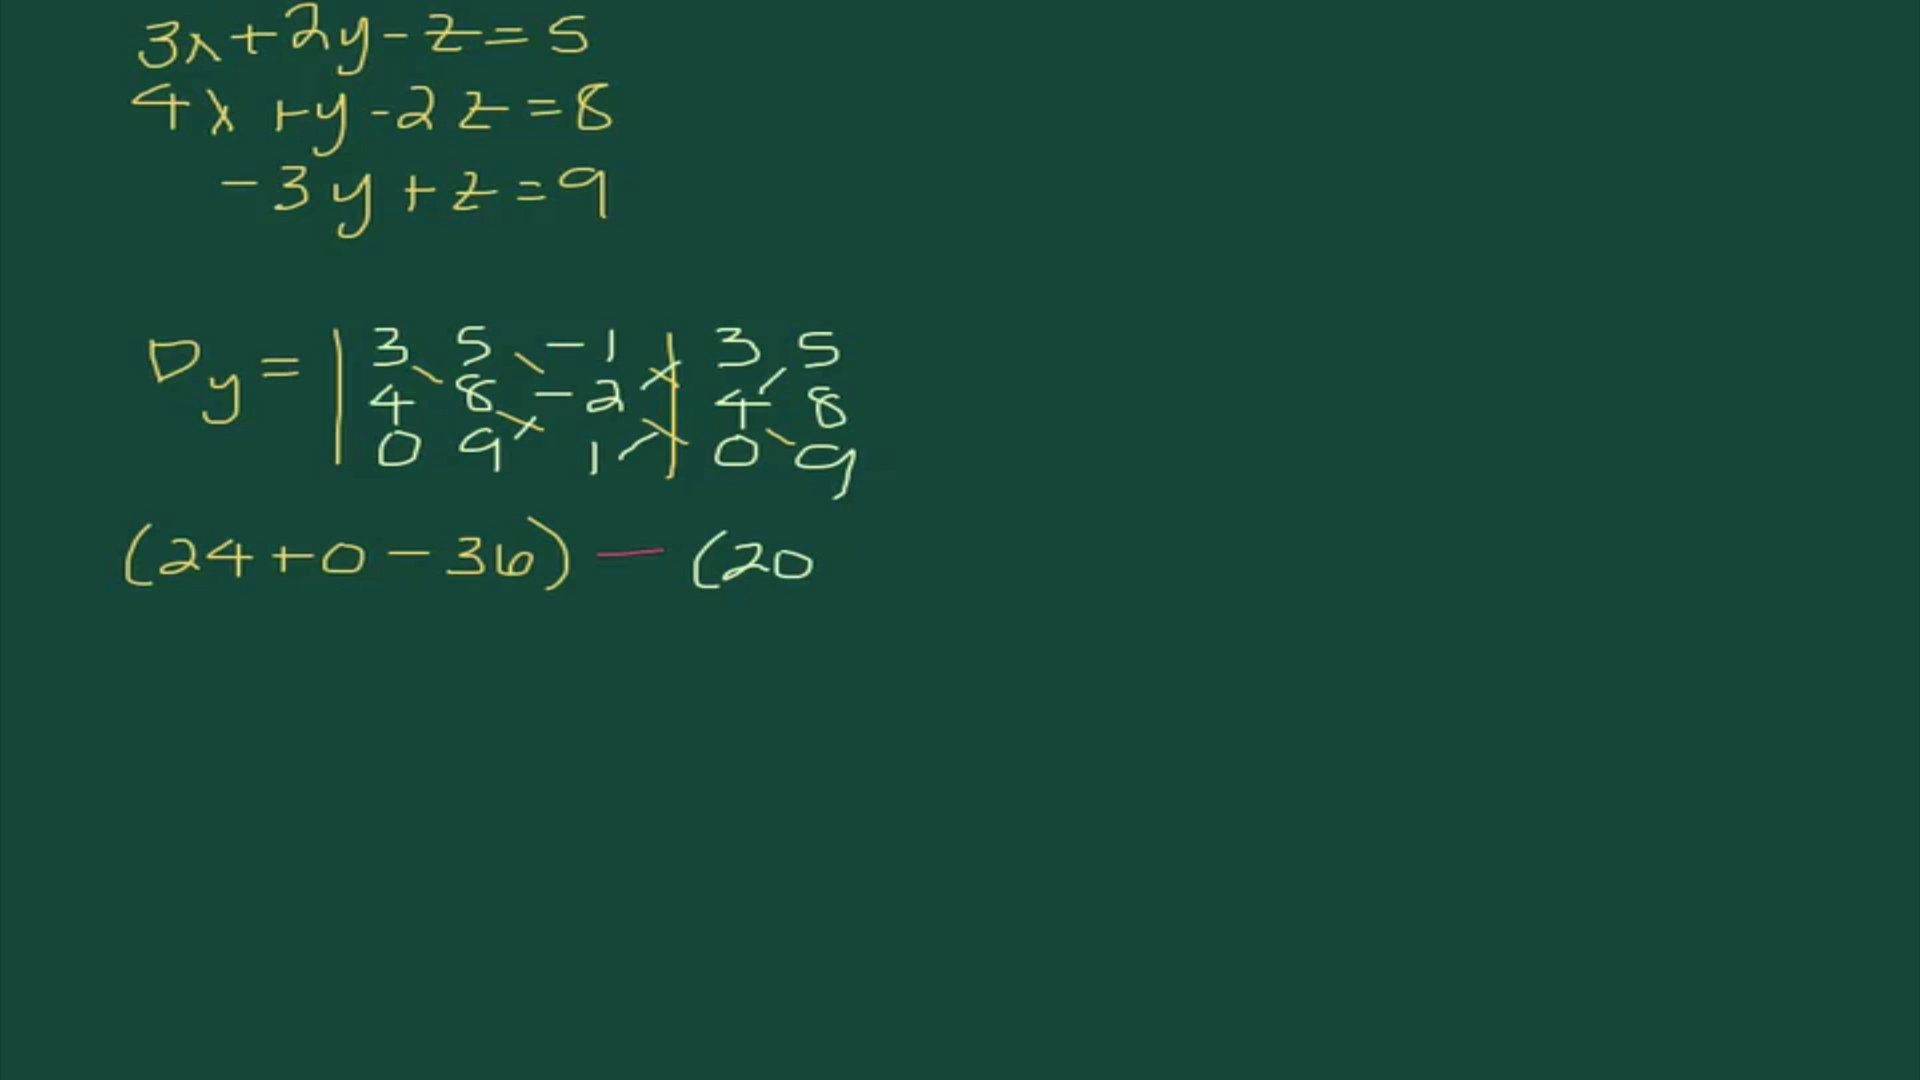 3x+2y-z=5
4x+y-2z=8
-3y+z=9
Dy=| 3 5 -1 | 3 5
4 8 -2 | 4 8
0 9 1 | 0 9
(24+0-36) - (20